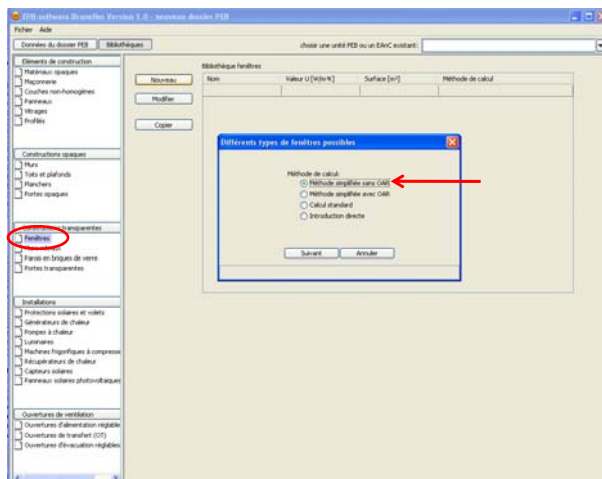 EPB-software Bruxelles Version 1.0 - nouveau dossier PEB
Fichier Aide
Données du dossier PEB Bibliothèques choisir une unité PEB ou un EAnC existant:
Eléments de construction
Matériaux opaques
Maçonnerie
Couches non-homogènes
Panneaux
Vitrages
Profilés
Constructions opaques
Murs
Toits et plafonds
Planchers
Portes opaques
Constructions transparentes
Fenêtres
Parois en briques de verre
Portes transparentes
Installations
Protections solaires et volets
Générateurs de chaleur
Pompes à chaleur
Luminaires
Machines frigorifiques à compressi
Récupérateurs de chaleur
Capteurs solaires
Panneaux solaires photovoltaïques
Ouvertures de ventilation
Ouvertures d'alimentation réglable
Ouvertures de transfert (OT)
Ouvertures d'évacuation réglables
Nouveau
Modifier
Copier
Bibliothèque fenêtres
Nom Valeur U [W/m²K] Surface [m²] Méthode de calcul
Différents types de fenêtres possibles
Méthode de calcul:
Méthode simplifiée sans OAR
Méthode simplifiée avec OAR
Calcul standard
Introduction directe
Suivant Annuler